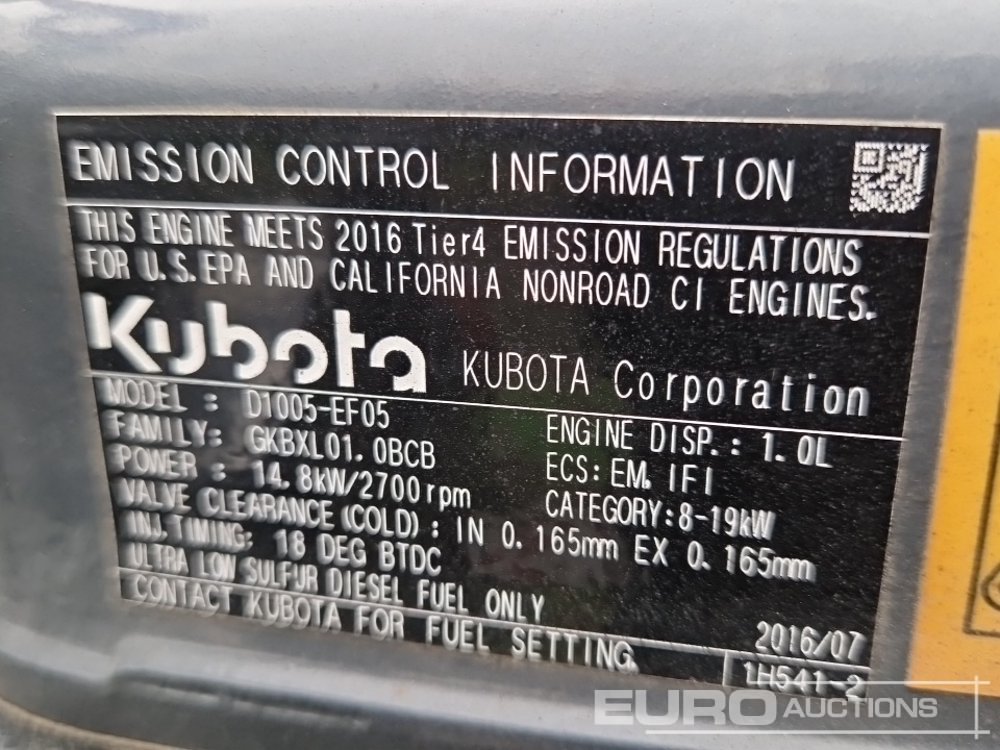 EMISSION CONTROL INFORMATION
THIS ENGINE MEETS 2016 Tier4 EMISSION REGULATIONS
FOR U.S.EPA AND CALIFORNIA NONROAD CI ENGINES.
Kubota KUBOTA Corporation
MODEL : D1005-EF05
FAMILY: GKBXL01.0BCB
POWER : 14.8kW/2700rpm
ENGINE DISP.: 1.0L
ECS: EM, IFI
CATEGORY:8-19kW
VALVE CLEARANCE (COLD) : IN 0.165mm EX 0.165mm
INJ.TIMING: 18 DEG BTDC
ULTRA LOW SULFUR DIESEL FUEL ONLY
CONTACT KUBOTA FOR FUEL SETTING.
2016/07
1H541-2
EURO AUCTIONS